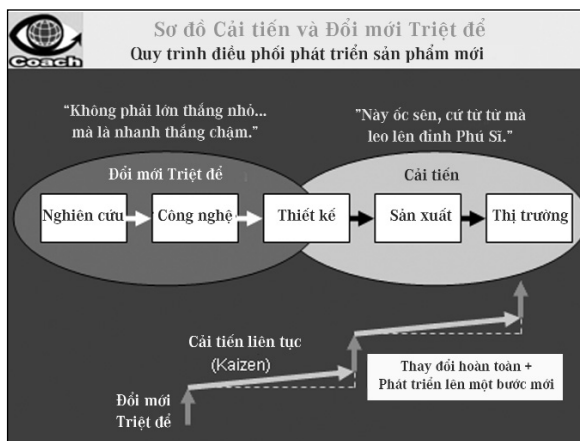 Coach
Sơ đồ Cải tiến và Đổi mới Triệt để
Quy trình điều phối phát triển sản phẩm mới
“Không phải lớn thắng nhỏ...
mà là nhanh thắng chậm.”
”Này ốc sên, cứ từ từ mà
leo lên đỉnh Phú Sĩ.”
Đổi mới Triệt để
Cải tiến
Nghiên cứu
Công nghệ
Thiết kế
Sản xuất
Thị trường
Cải tiến liên tục
(Kaizen)
Thay đổi hoàn toàn +
Phát triển lên một bước mới
Đổi mới
Triệt để